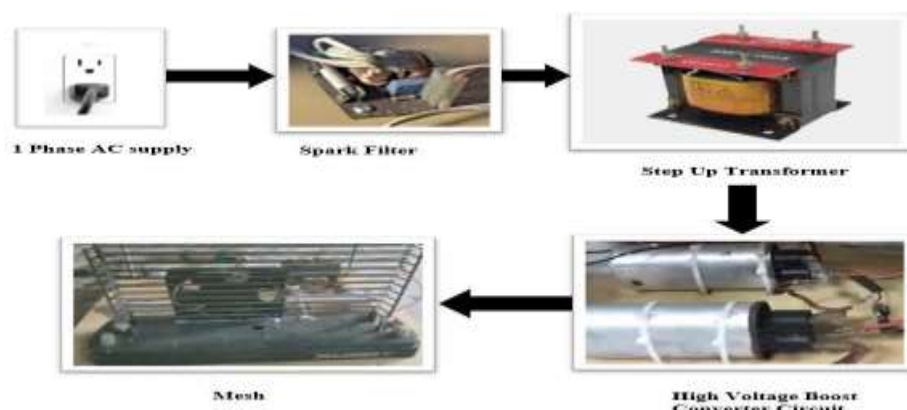 1 Phase AC supply
Spark Filter
Step Up Transformer
Mesh
High Voltage Boost
Converter Circuit